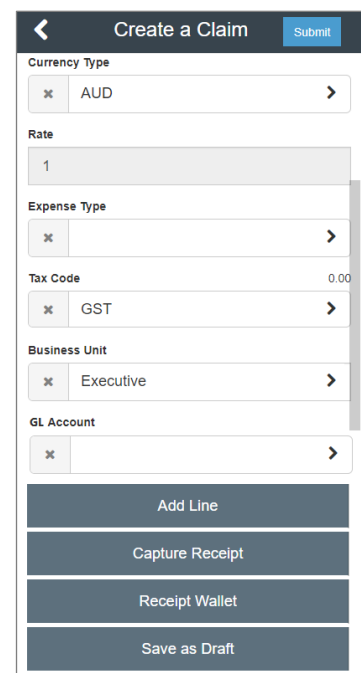 Create a Claim Submit
Currency Type
AUD
Rate
1
Expense Type
Tax Code 0.00
GST
Business Unit
Executive
GL Account
Add Line
Capture Receipt
Receipt Wallet
Save as Draft